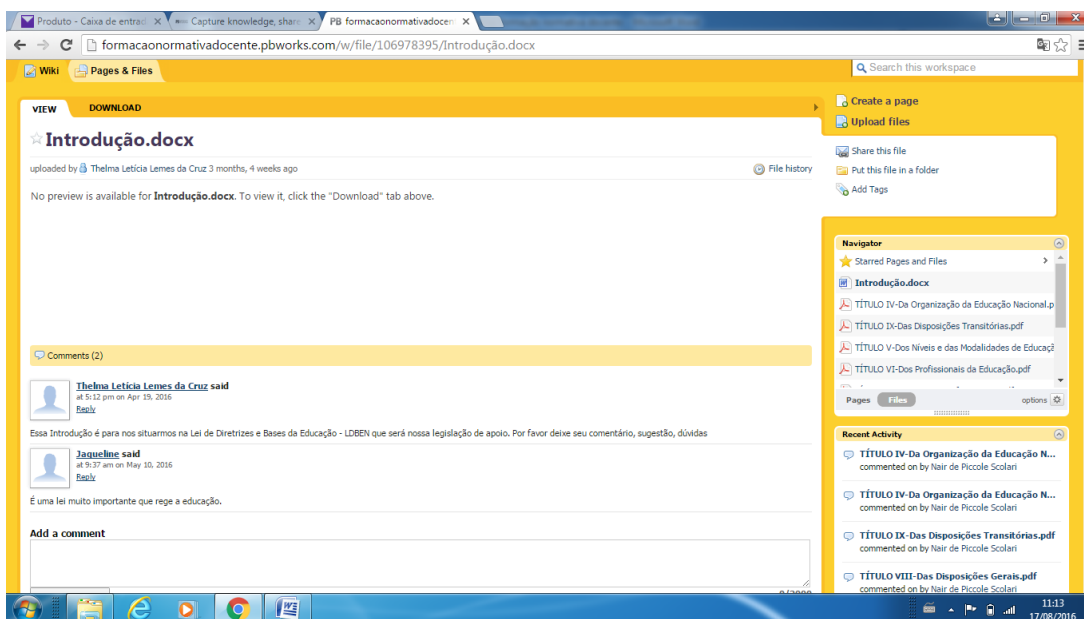 Produto - Caixa de entrad
Capture knowledge, share
PB formacaonormativadocen
formacaonormativadocente.pbworks.com/w/file/106978395/Introdução.docx
Wiki
Pages & Files
Search this workspace
VIEW
DOWNLOAD
Introdução.docx
uploaded by Thelma Letícia Lemes da Cruz 3 months, 4 weeks ago
File history
No preview is available for Introdução.docx. To view it, click the "Download" tab above.
Comments (2)
Thelma Letícia Lemes da Cruz said
at 5:12 pm on Apr 19, 2016
Reply
Essa Introdução é para nos situarmos na Lei de Diretrizes e Bases da Educação - LDBEN que será nossa legislação de apoio. Por favor deixe seu comentário, sugestão, dúvidas
Jaqueline said
at 9:37 am on May 10, 2016
Reply
É uma lei muito importante que rege a educação.
Add a comment
0/2000
Create a page
Upload files
Share this file
Put this file in a folder
Add Tags
Navigator
Starred Pages and Files
Introdução.docx
TÍTULO IV-Da Organização da Educação Nacional.p
TÍTULO IX-Das Disposições Transitórias.pdf
TÍTULO V-Dos Níveis e das Modalidades de Educaçã
TÍTULO VI-Dos Profissionais da Educação.pdf
Pages
Files
options
Recent Activity
TÍTULO IV-Da Organização da Educação N...
commented on by Nair de Piccole Scolari
TÍTULO IV-Da Organização da Educação N...
commented on by Nair de Piccole Scolari
TÍTULO IX-Das Disposições Transitórias.pdf
commented on by Nair de Piccole Scolari
TÍTULO VIII-Das Disposições Gerais.pdf
commented on by Nair de Piccole Scolari
11:13
17/08/2016